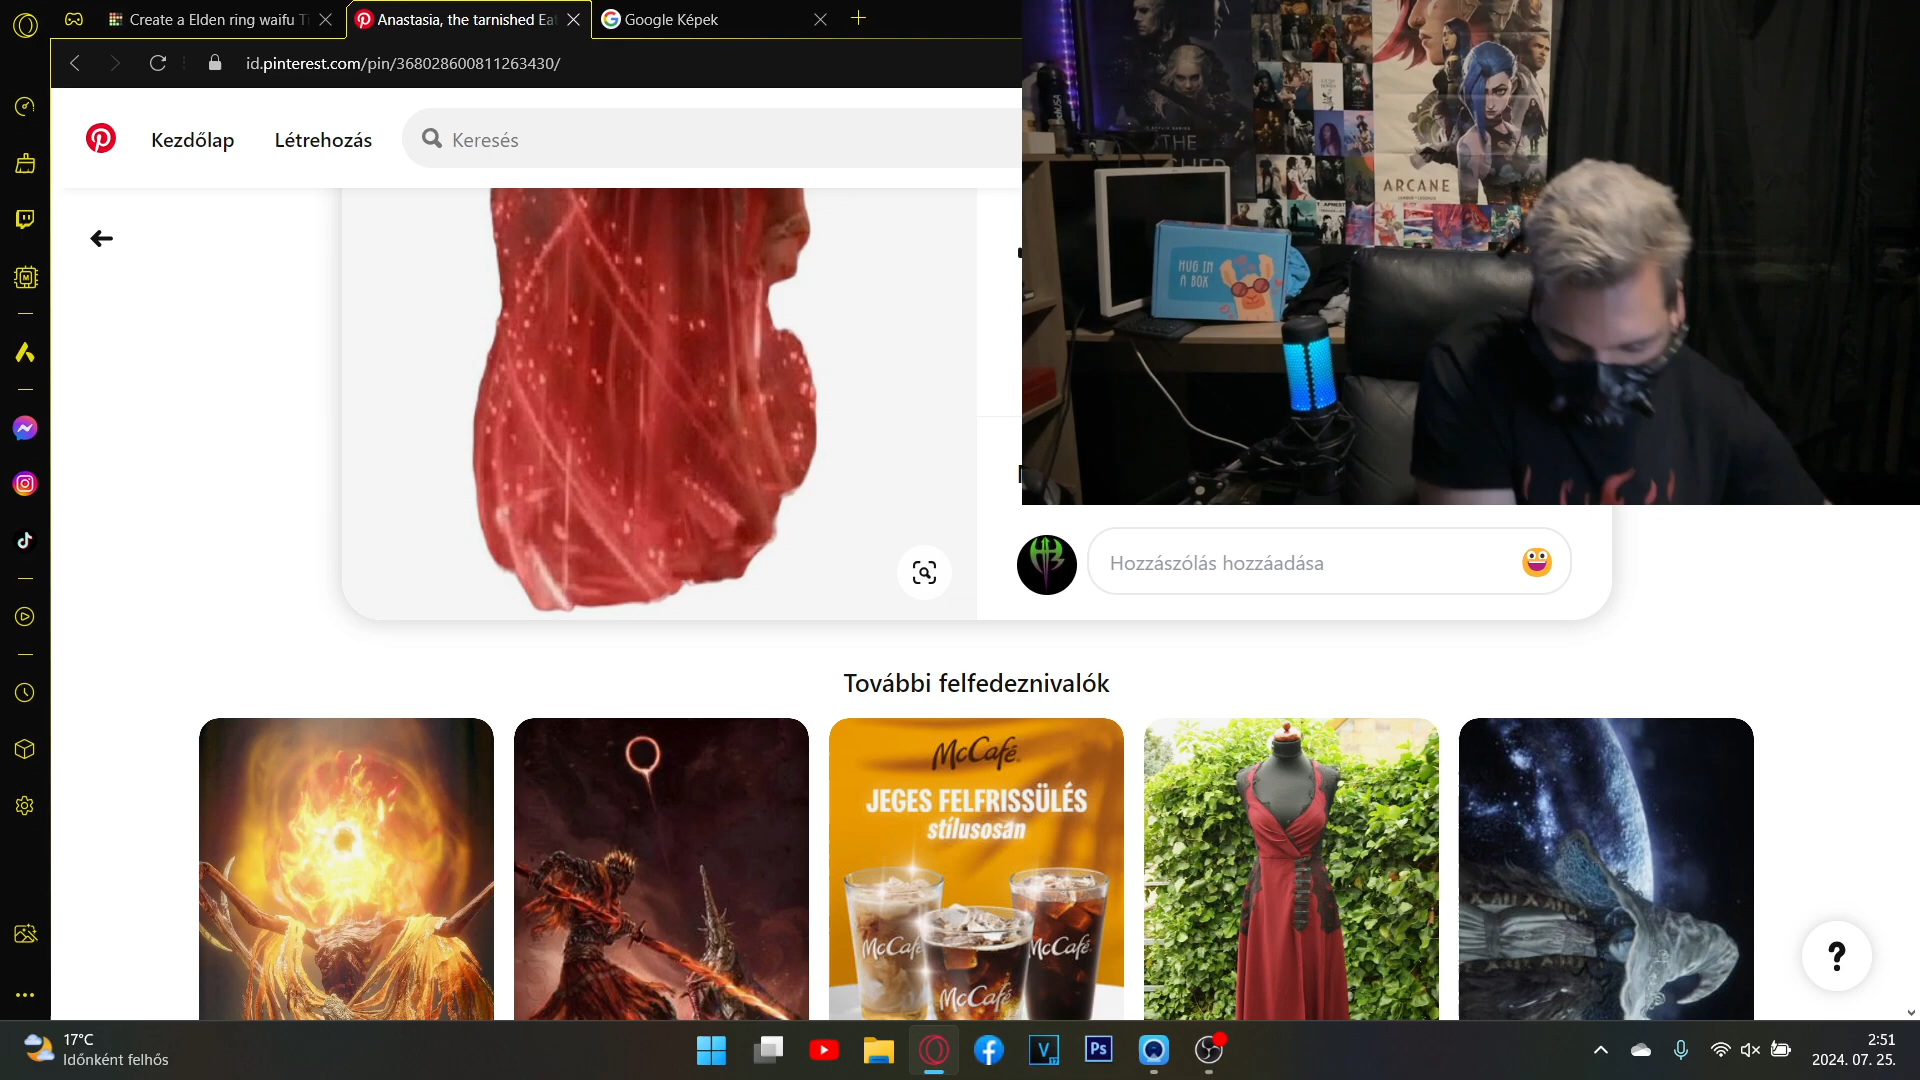 Create a Elden ring waifu T
Anastasia, the tarnished Ea
Google Képek
id.pinterest.com/pin/368028600811263430/
Kezdőlap
Létrehozás
Keresés
THE
ARCANE
HUG IN
A BOX
Hozzászólás hozzáadása
További felfedeznivalók
McCafé
JEGES FELFRISSÜLÉS
stílusosan
McCafé
McCafé
McCafé
?
17°C
Időnként felhős
V
17
Ps
2:51
2024. 07. 25.